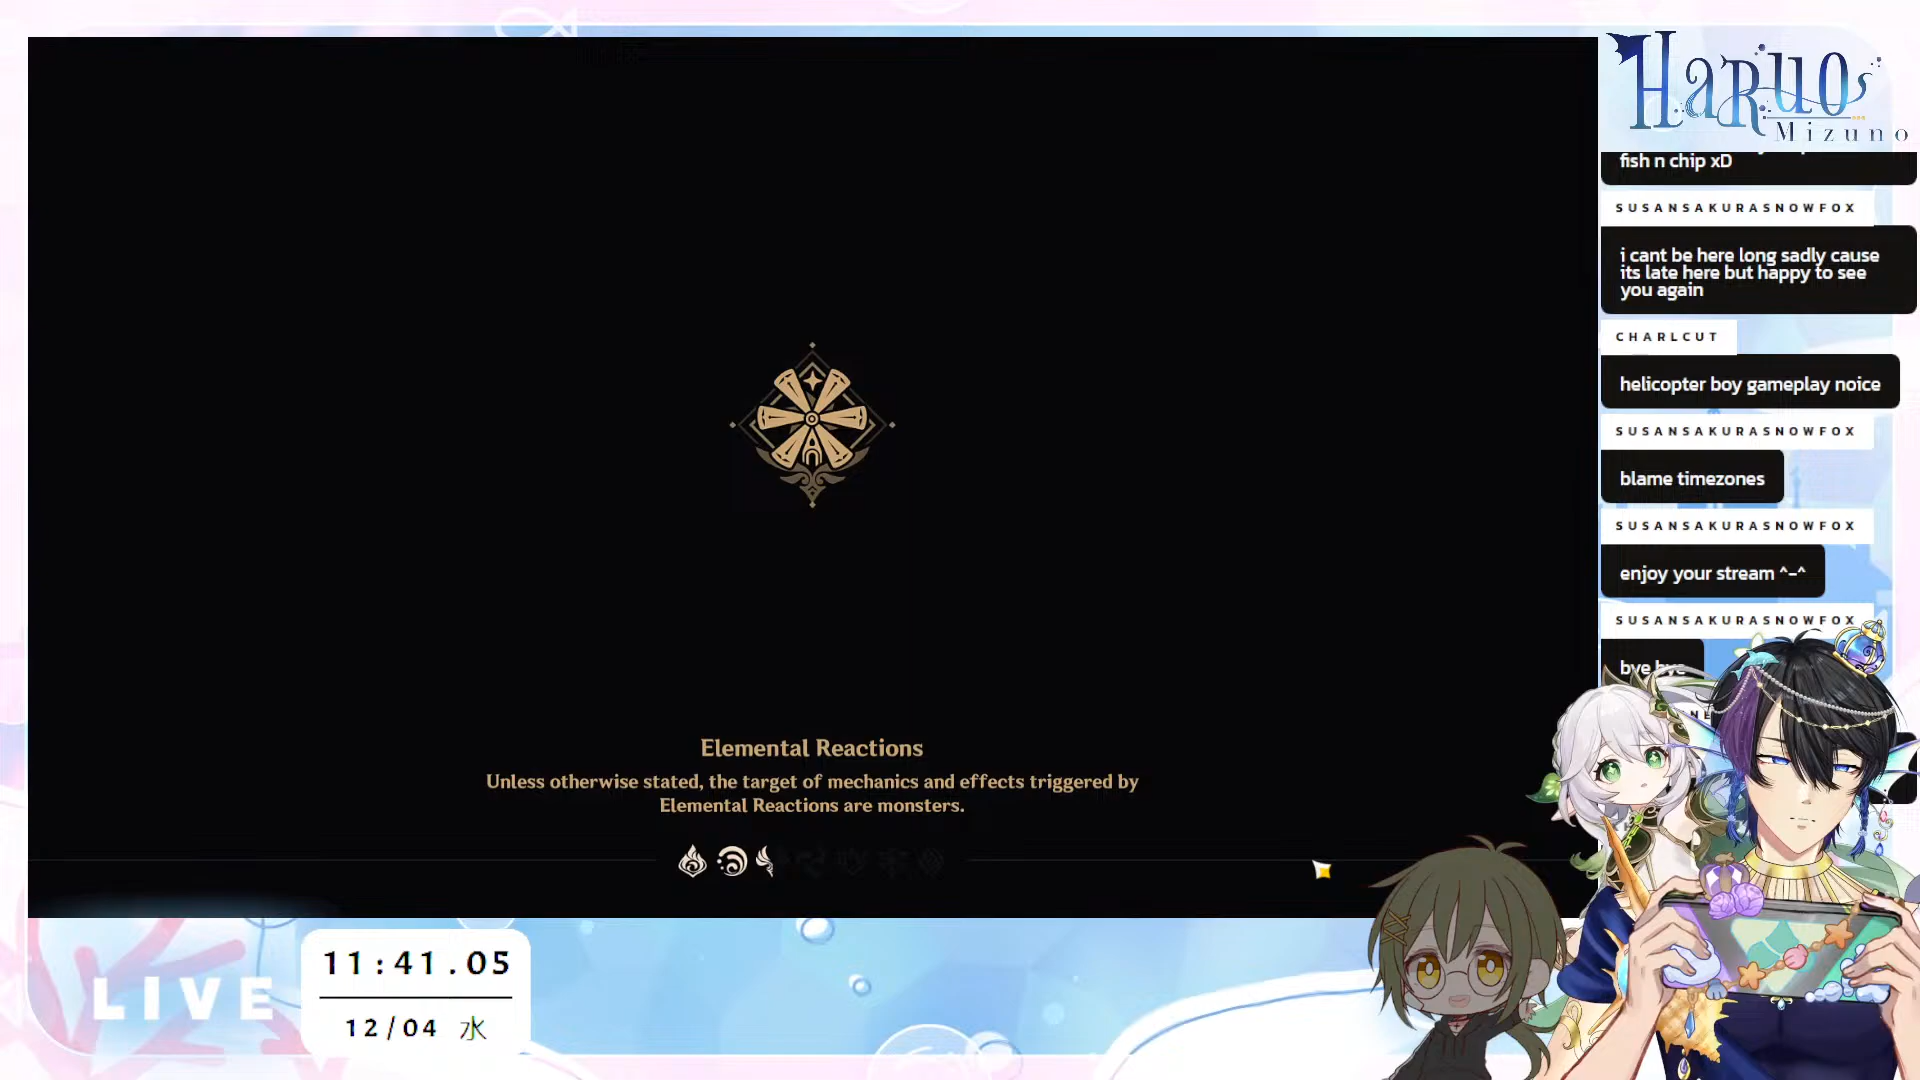 HaRuo
Mizuno
fish n chip xD
SUSANSAKURASNOWFOX
i cant be here long sadly cause
its late here but happy to see
you again
CHARLCUT
helicopter boy gameplay noice
SUSANSAKURASNOWFOX
blame timezones
SUSANSAKURASNOWFOX
enjoy your stream ^-^
SUSANSAKURASNOWFOX
bye bye
Elemental Reactions
Unless otherwise stated, the target of mechanics and effects triggered by
Elemental Reactions are monsters.
LIVE
11:41.05
12/04 水